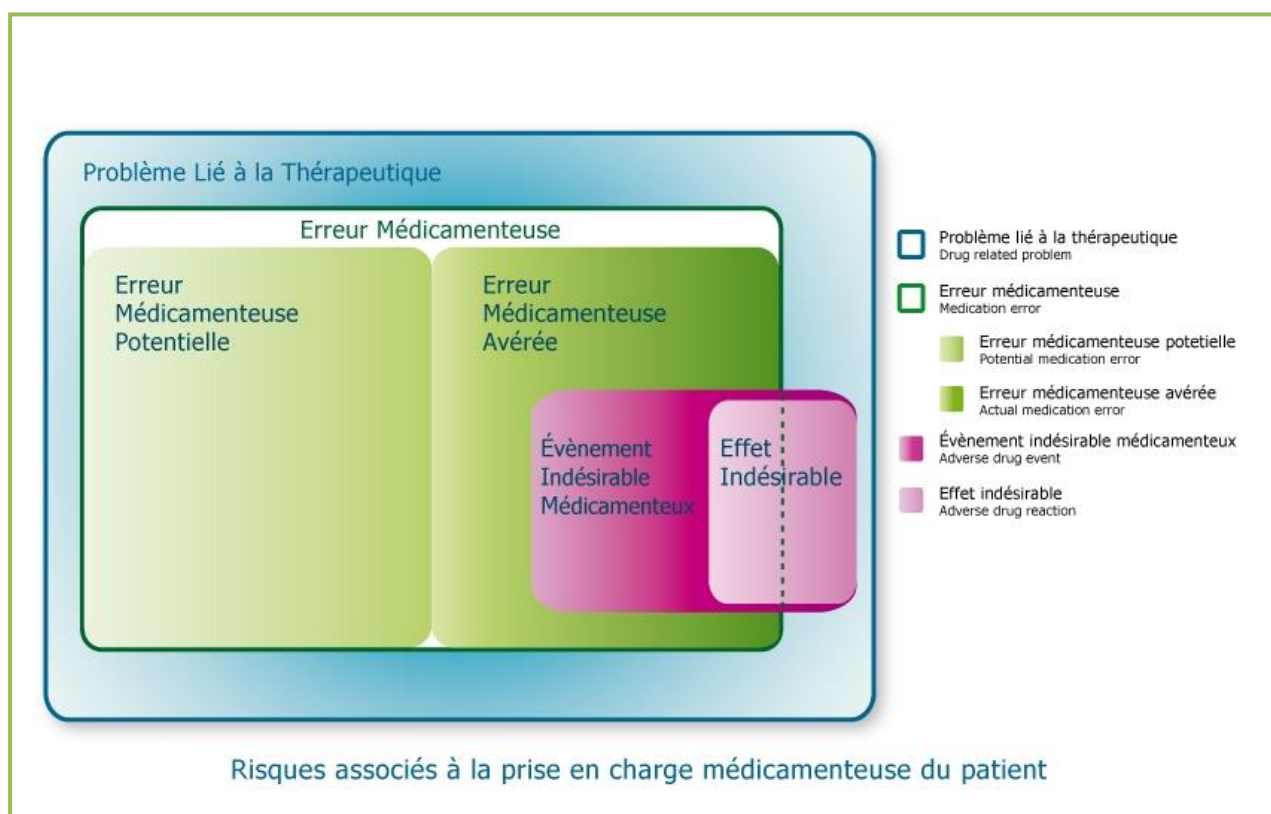 Problème Lié à la Thérapeutique
Erreur Médicamenteuse
Erreur
Médicamenteuse
Potentielle
Erreur
Médicamenteuse
Avérée
Évènement
Indésirable
Médicamenteux
Effet
Indésirable
Problème lié à la thérapeutique
Drug related problem
Erreur médicamenteuse
Medication error
Erreur médicamenteuse potetielle
Potential medication error
Erreur médicamenteuse avérée
Actual medication error
Évènement indésirable médicamenteux
Adverse drug event
Effet indésirable
Adverse drug reaction
Risques associés à la prise en charge médicamenteuse du patient